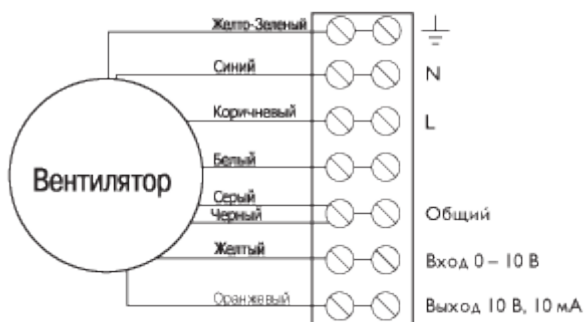 Желто-Зеленый
Синий
N
Коричневый
L
Белый
Вентилятор
Серый
Черный
Общий
Желтый
Вход 0 – 10 В
Оранжевый
Выход 10 В, 10 мА